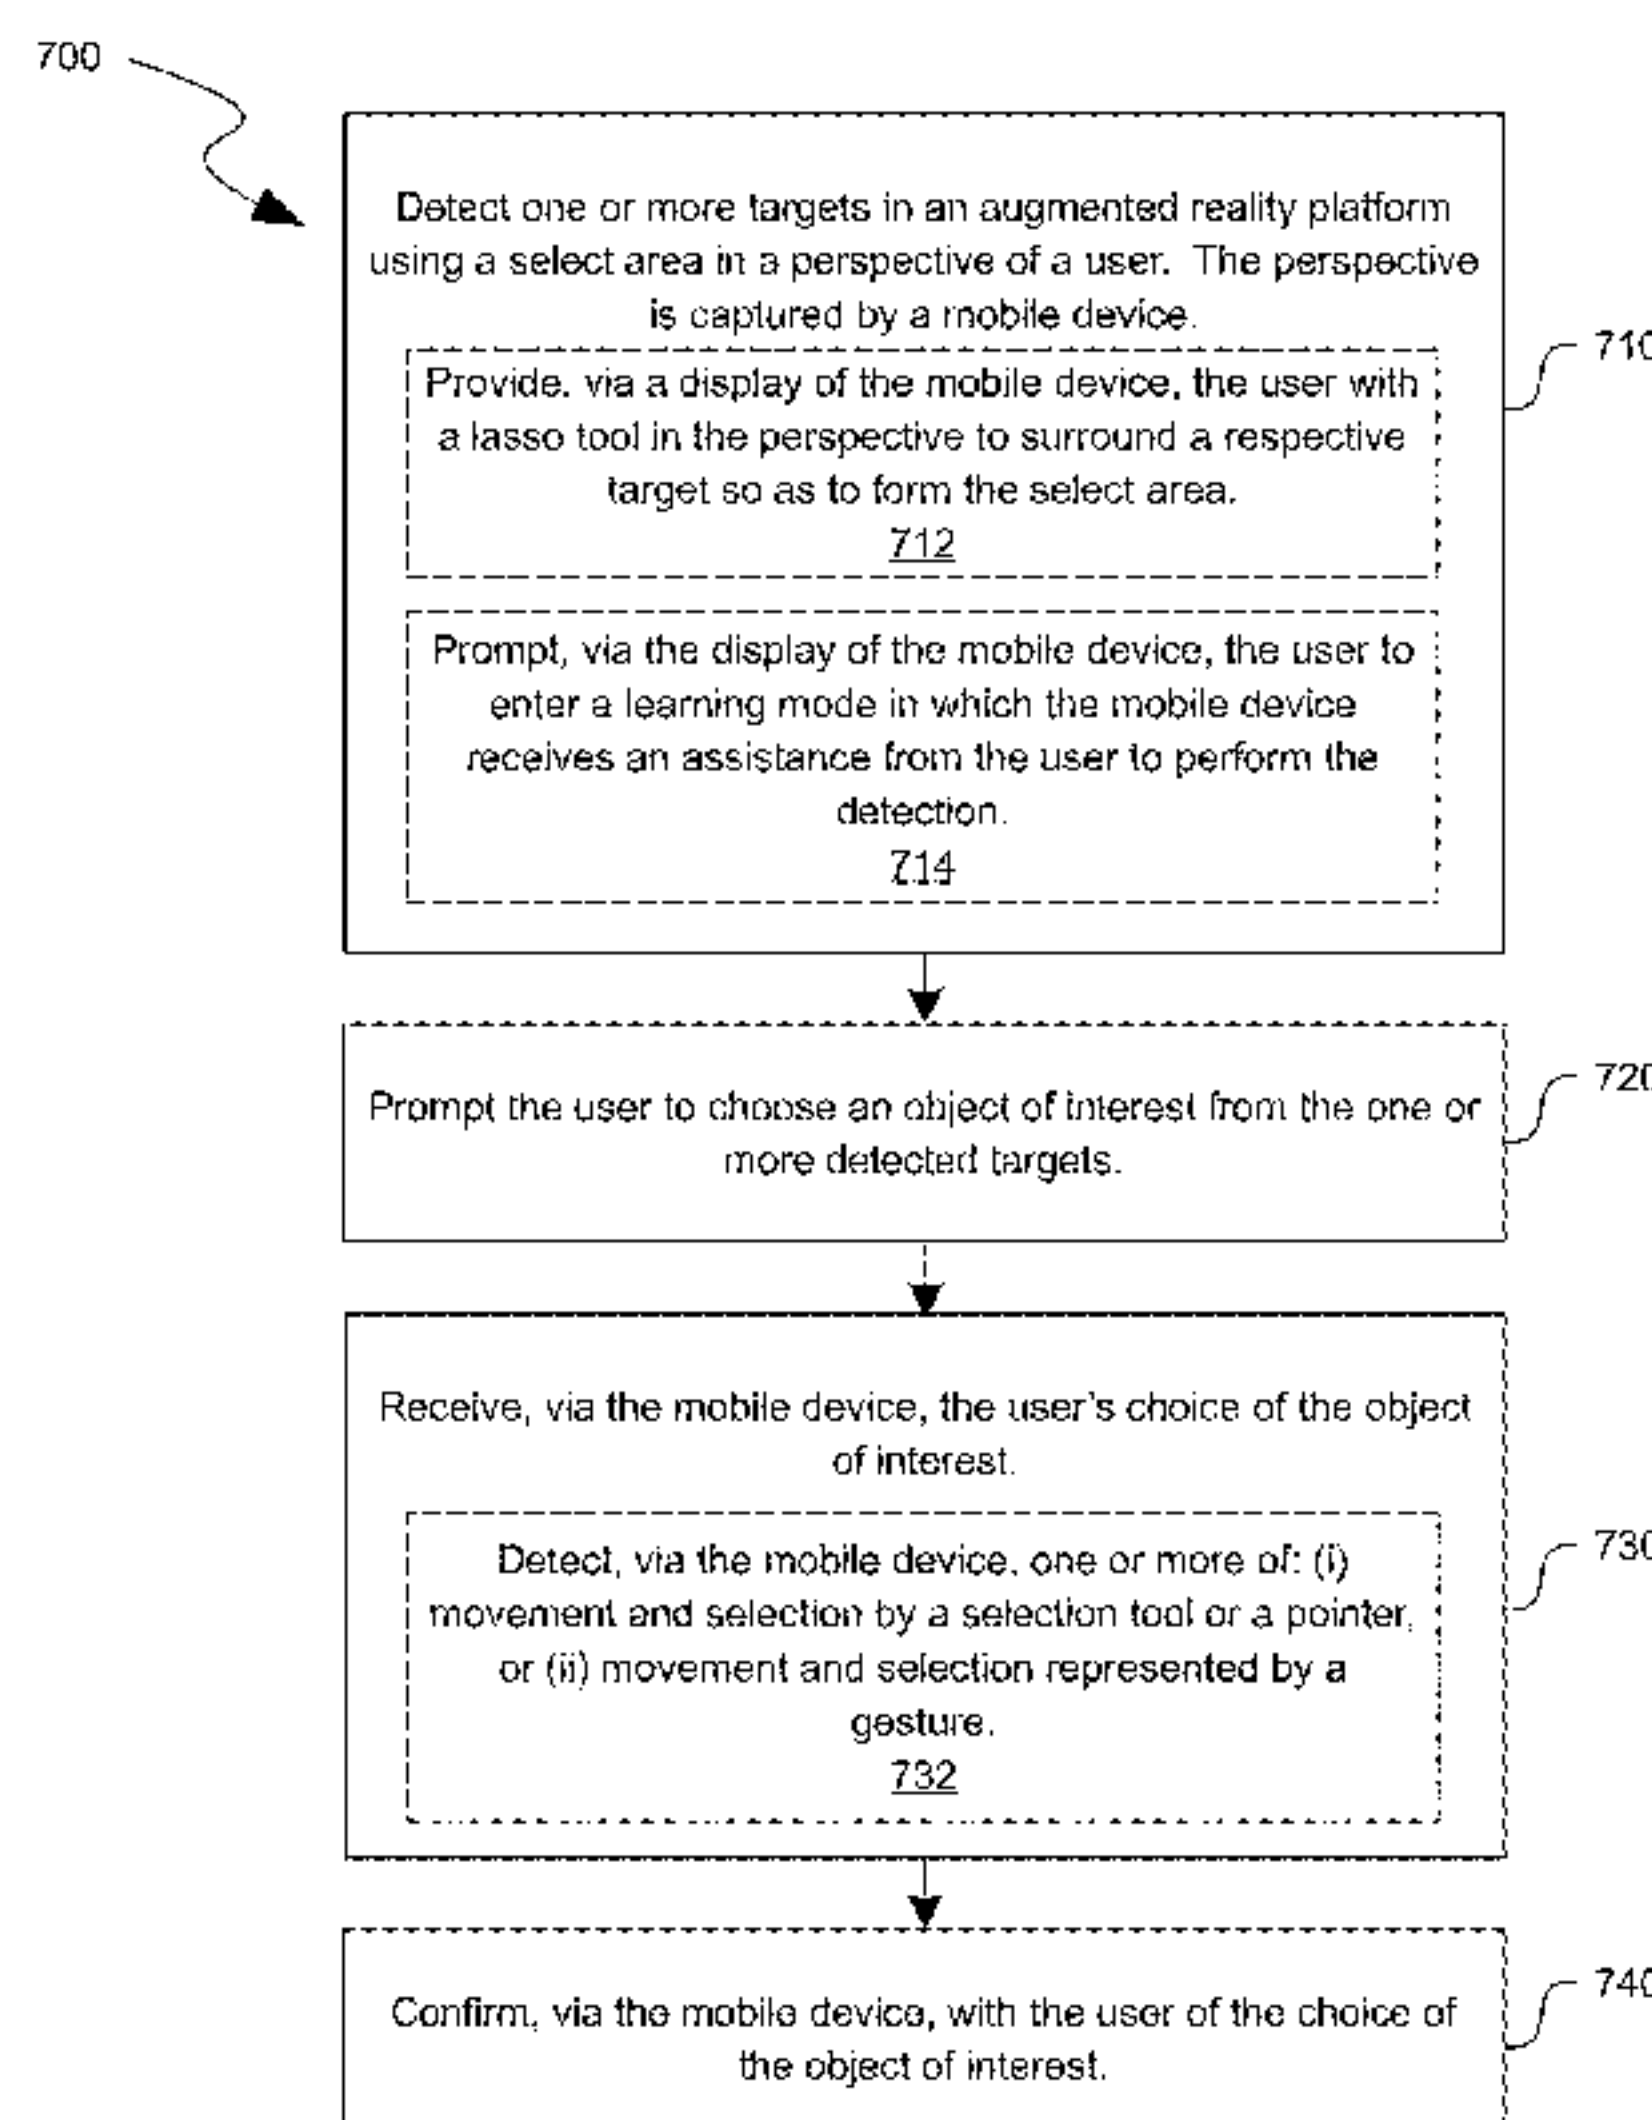 700
Detect one or more targets in an augmented reality platform
using a select area in a perspective of a user. The perspective
is captured by a mobile device.
710
Provide, via a display of the mobile device, the user with
a lasso tool in the perspective to surround a respective
target so as to form the select area.
712
Prompt, via the display of the mobile device, the user to
enter a learning mode in which the mobile device
receives an assistance from the user to perform the
detection.
714
720
Prompt the user to choose an object of interest from the one or
more detected targets.
Receive, via the mobile device, the user's choice of the object
of interest.
730
Detect, via the mobile device, one or more of: (i)
movement and selection by a selection tool or a pointer,
or (ii) movement and selection represented by a
gesture.
732
740
Confirm, via the mobile device, with the user of the choice of
the object of interest.